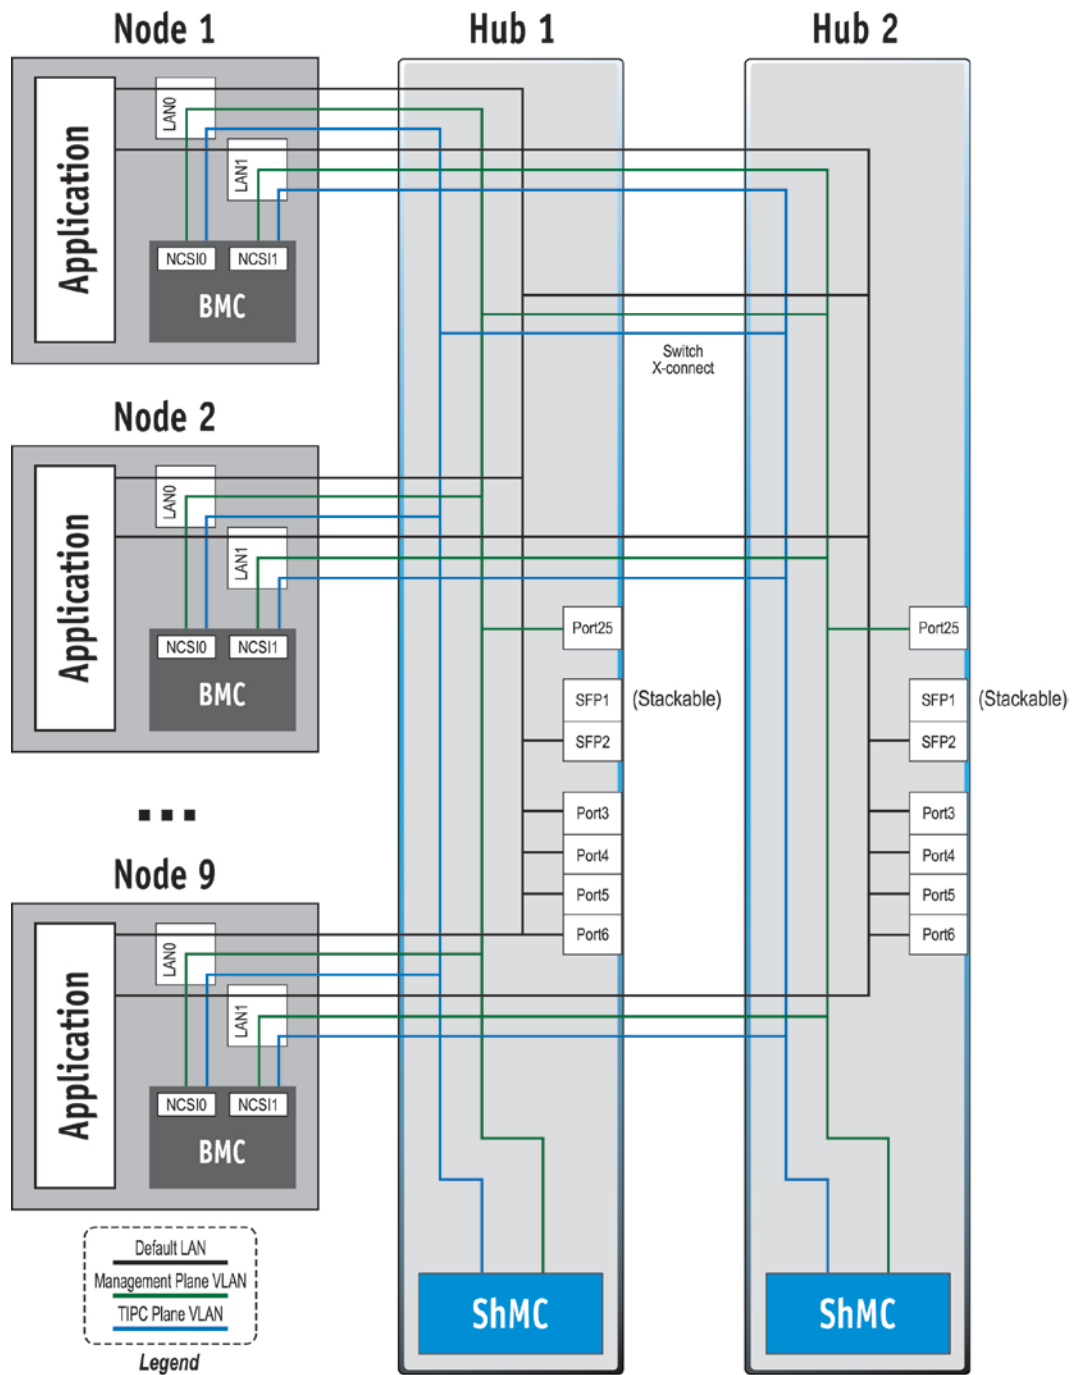 Node 1
Hub 1
Hub 2
Application
LAN0
LAN1
NCSI0
NCSI1
BMC
Switch
X-connect
Node 2
Application
LAN0
LAN1
NCSI0
NCSI1
BMC
Port25
SFP1
(Stackable)
SFP2
Port3
Port4
Port5
Port6
Port25
SFP1
(Stackable)
SFP2
Port3
Port4
Port5
Port6
...
Node 9
Application
LAN0
LAN1
NCSI0
NCSI1
BMC
Default LAN
Management Plane VLAN
TIPC Plane VLAN
Legend
ShMC
ShMC